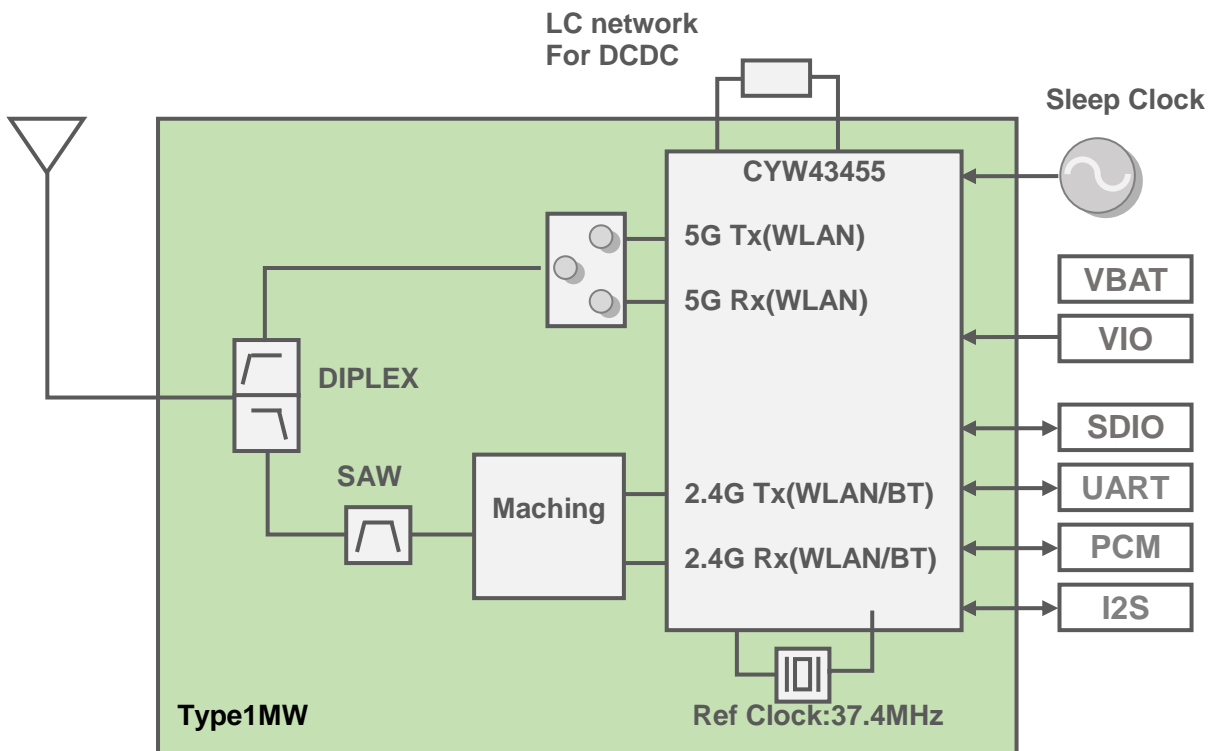 LC network
For DCDC
Sleep Clock
CYW43455
5G Tx(WLAN)
5G Rx(WLAN)
VBAT
VIO
DIPLEX
SDIO
SAW
UART
Maching
2.4G Tx(WLAN/BT)
PCM
2.4G Rx(WLAN/BT)
I2S
Type1MW
Ref Clock:37.4MHz